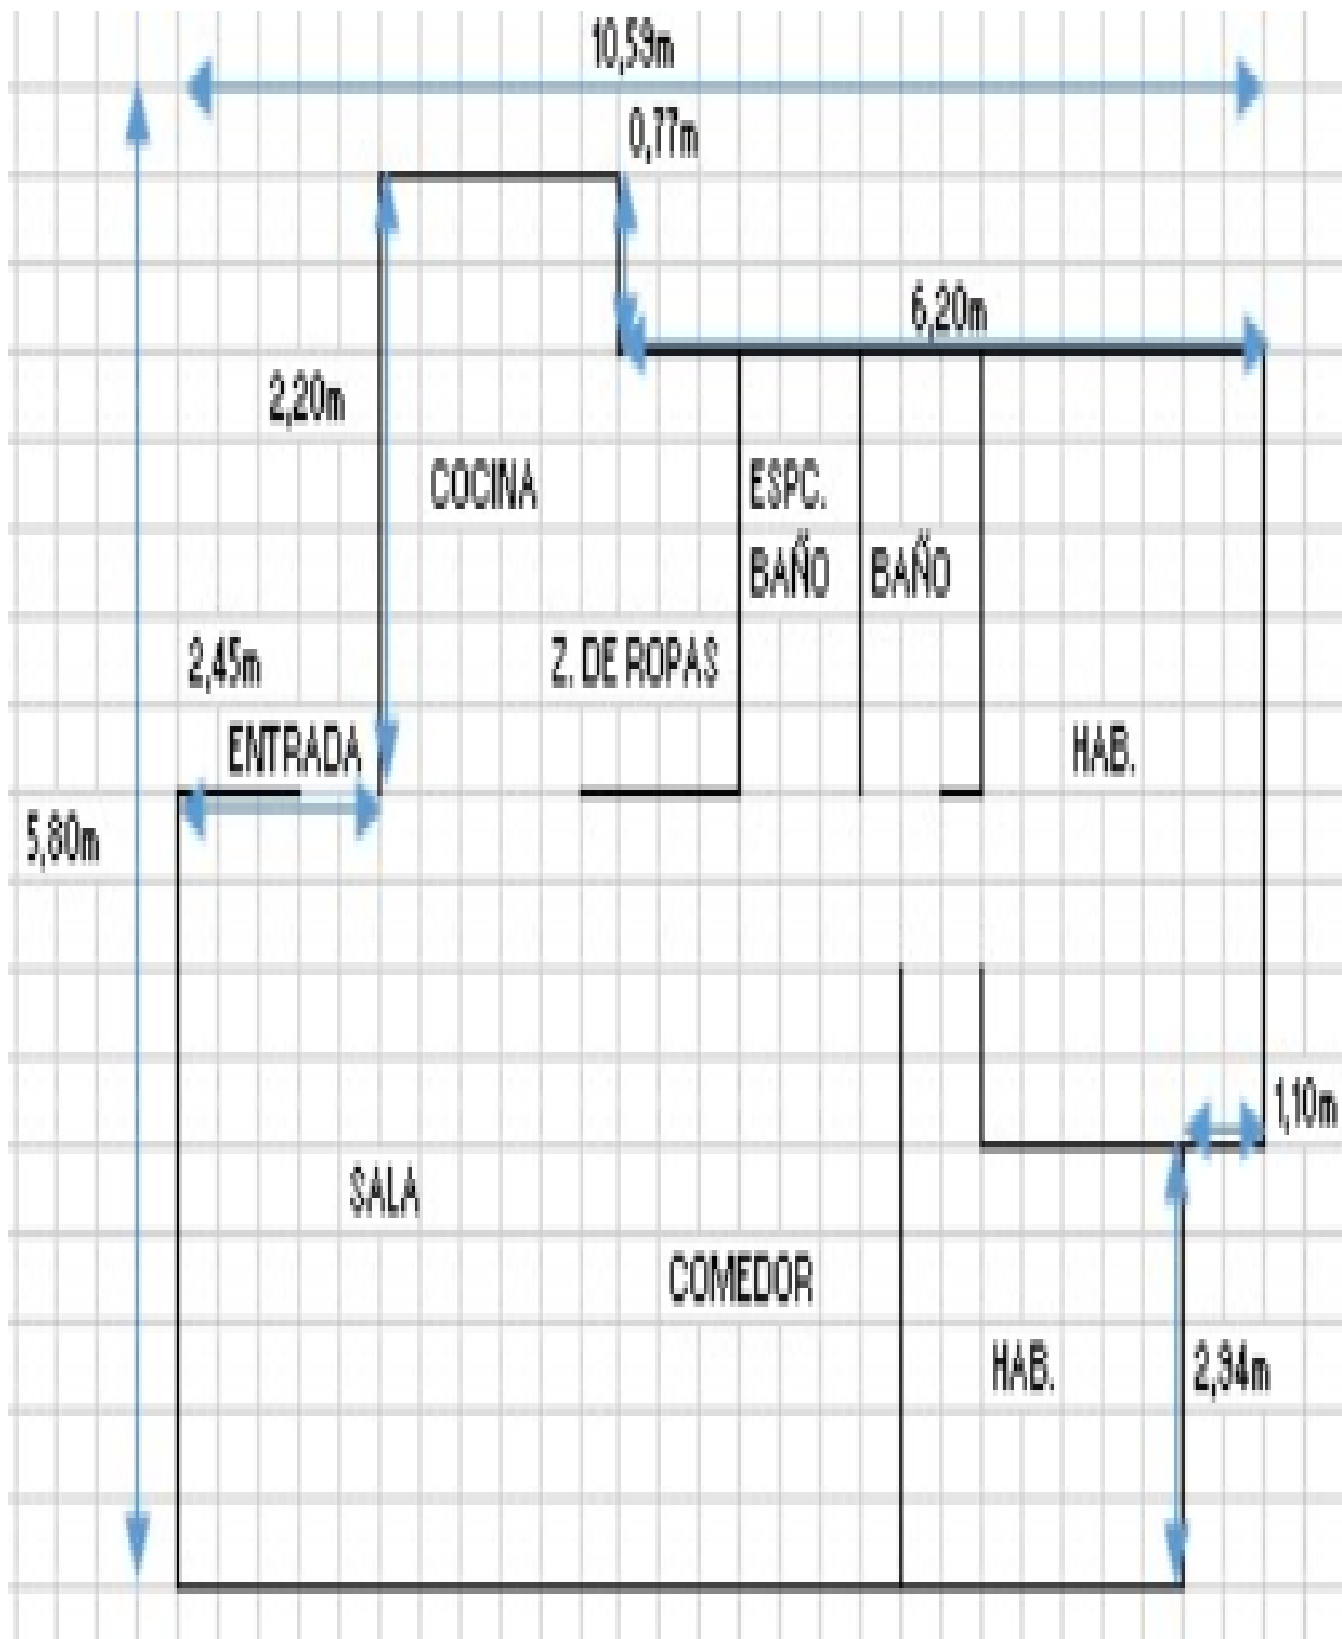 10,59m
0,77m
6,20m
2,20m
COCINA
ESPC.
BAÑO
BAÑO
Z. DE ROPAS
2,45m
ENTRADA
HAB.
5,80m
1,10m
SALA
COMEDOR
HAB.
2,94m